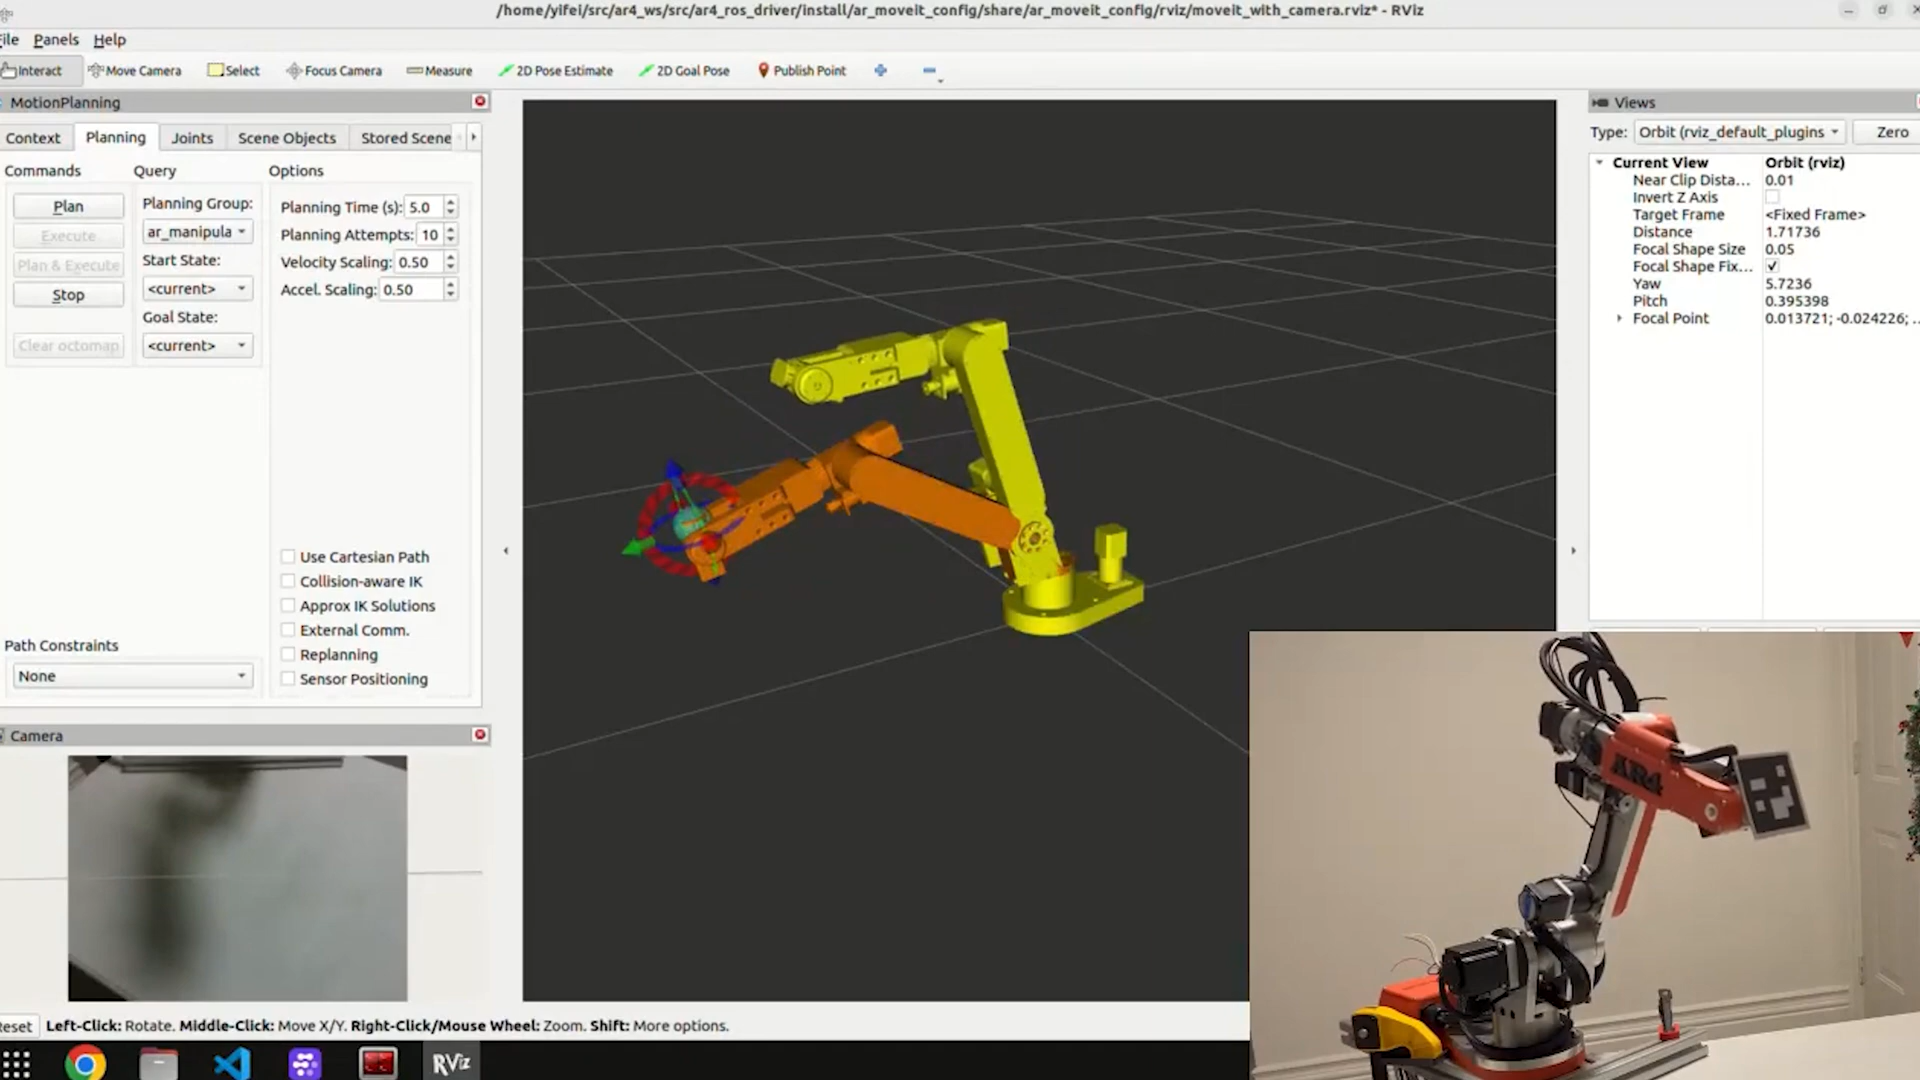 /home/yifei/src/ar4_ws/src/ar4_ros_driver/install/ar_moveit_config/share/ar_moveit_config/rviz/moveit_with_camera.rviz* - RViz
File Panels Help
Interact Move Camera Select Focus Camera Measure 2D Pose Estimate 2D Goal Pose Publish Point
MotionPlanning
Context Planning Joints Scene Objects Stored Scene
Commands Query Options
Plan
Execute
Plan & Execute
Stop
Clear octomap
Planning Group:
ar_manipula
Start State:
<current>
Goal State:
<current>
Planning Time (s): 5.0
Planning Attempts: 10
Velocity Scaling: 0.50
Accel. Scaling: 0.50
Use Cartesian Path
Collision-aware IK
Approx IK Solutions
External Comm.
Replanning
Sensor Positioning
Path Constraints
None
Camera
Views
Type: Orbit (rviz_default_plugins Zero
Current View Orbit (rviz)
Near Clip Dista... 0.01
Invert Z Axis
Target Frame <Fixed Frame>
Distance 1.71736
Focal Shape Size 0.05
Focal Shape Fix... ✓
Yaw 5.7236
Pitch 0.395398
Focal Point 0.013721; -0.024226; ...
AR4
Reset Left-Click: Rotate. Middle-Click: Move X/Y. Right-Click/Mouse Wheel: Zoom. Shift: More options.
RViz